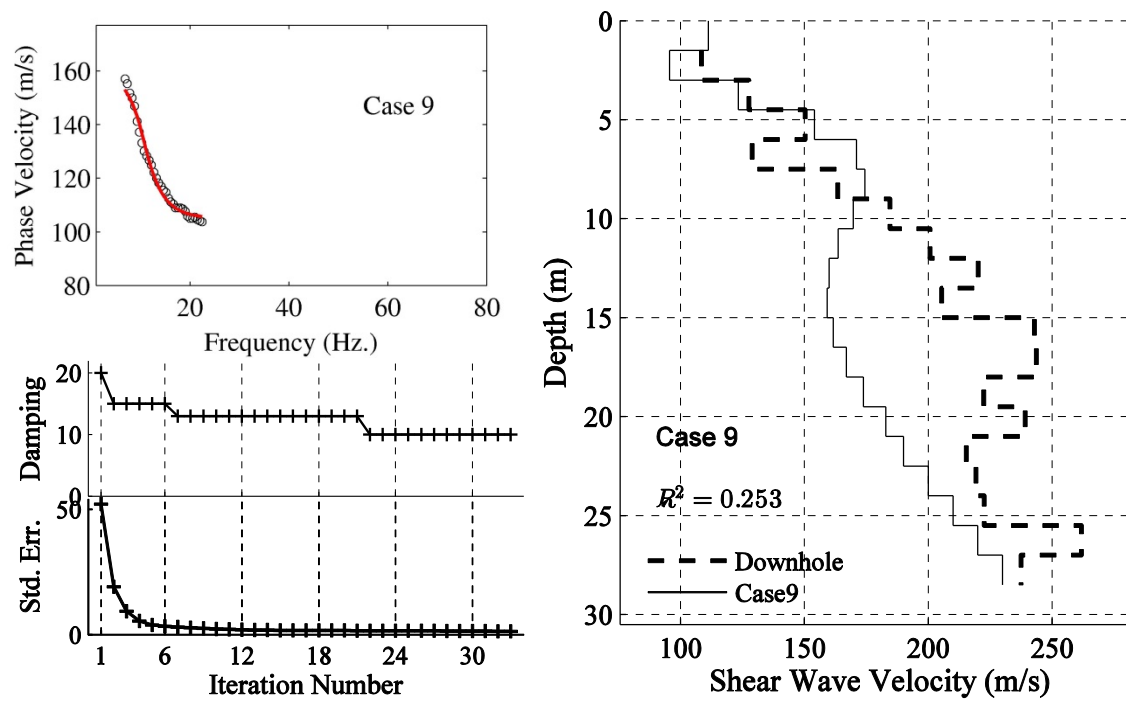 Phase Velocity (m/s)
160
140
120
100
80
Case 9
20
40
60
80
Frequency (Hz.)
Damping
20
10
0
Std. Err.
50
0
1
6
12
18
24
30
Iteration Number
Depth (m)
0
5
10
15
20
25
30
Case 9
R² = 0.253
Downhole
Case9
100
150
200
250
Shear Wave Velocity (m/s)